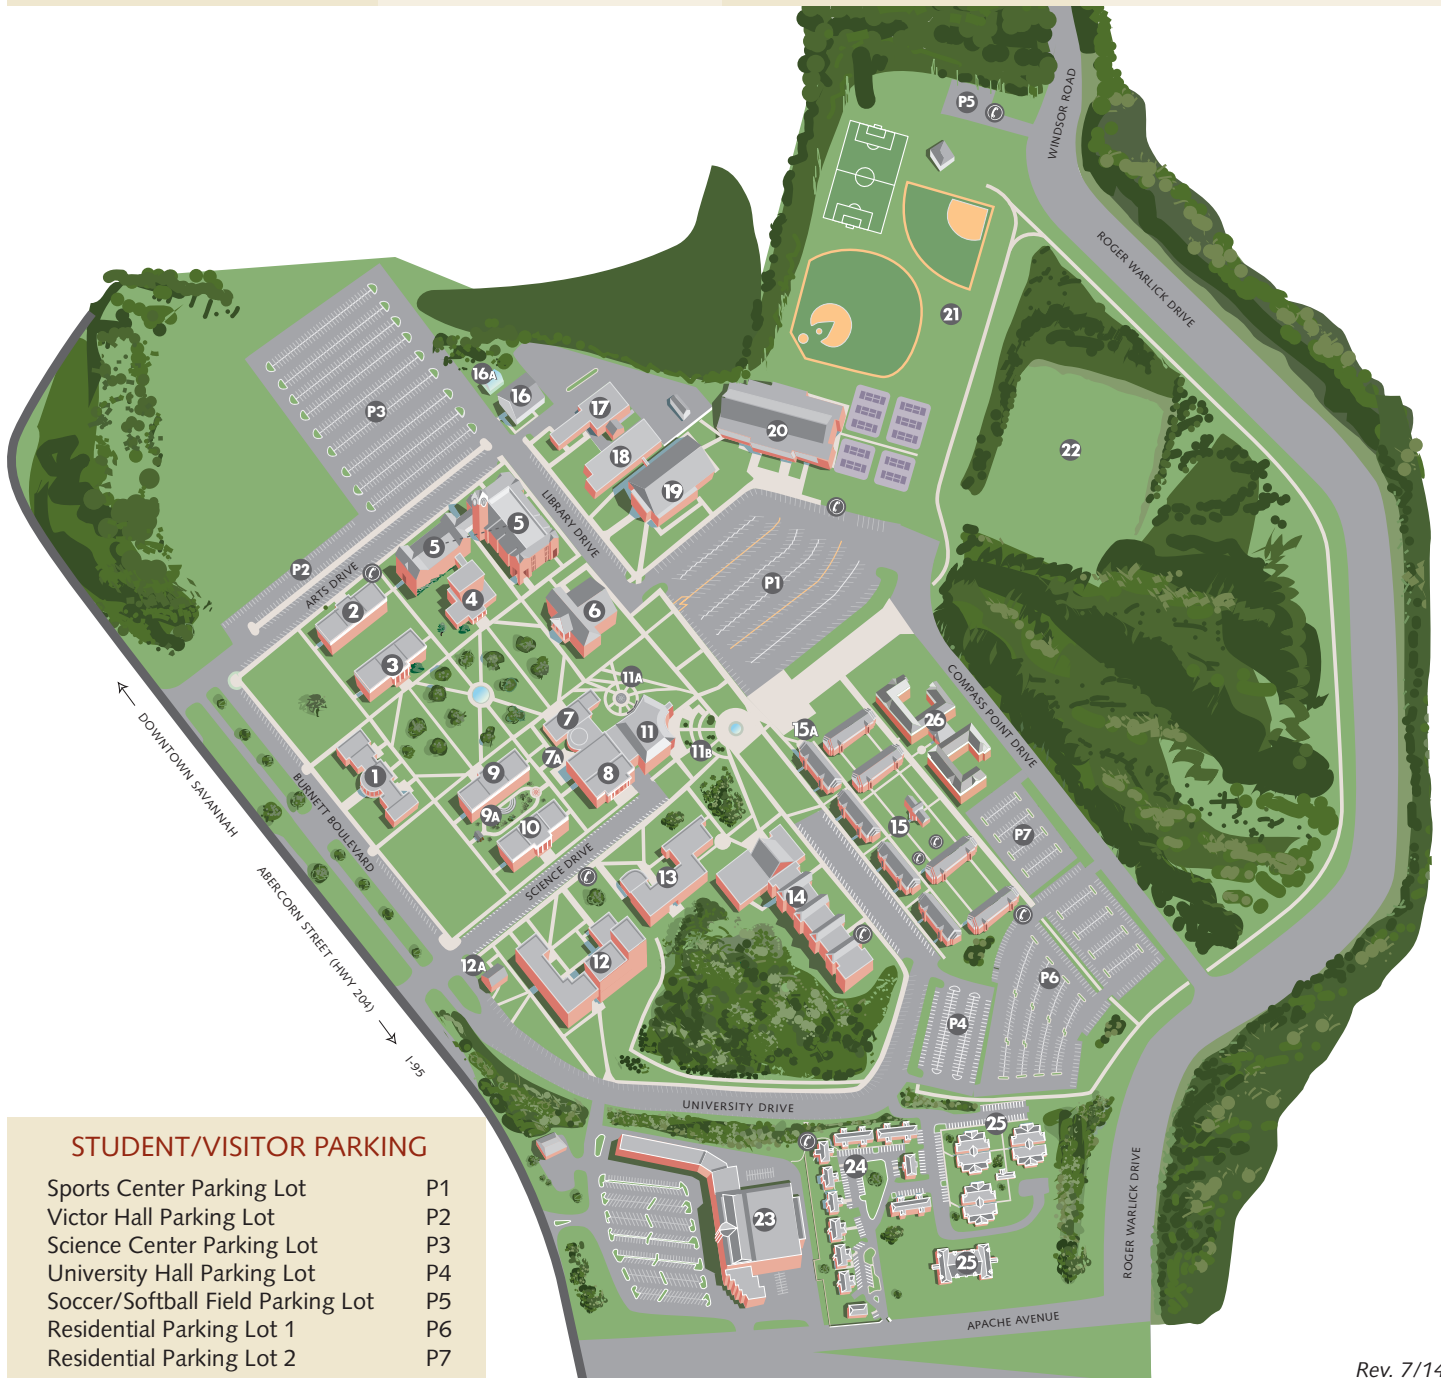 P5
WINDSOR ROAD
ROGER WARLICK DRIVE
21
16A
16
17
P3
18
20
22
19
LIBRARY DRIVE
5
5
P2
ARTS DRIVE
P1
2
4
6
3
COMPASS POINT DRIVE
11A
7
11
26
15A
DOWNTOWN SAVANNAH
11B
7A
1
9
8
BURNETT BOULEVARD
9A
10
15
P7
SCIENCE DRIVE
13
14
ABERCORN STREET (HWY 204)
12A
12
P6
P4
I-95
UNIVERSITY DRIVE
25
24
23
25
ROGER WARLICK DRIVE
APACHE AVENUE
STUDENT/VISITOR PARKING
Sports Center Parking Lot P1
Victor Hall Parking Lot P2
Science Center Parking Lot P3
University Hall Parking Lot P4
Soccer/Softball Field Parking Lot P5
Residential Parking Lot 1 P6
Residential Parking Lot 2 P7
Rev. 7/14